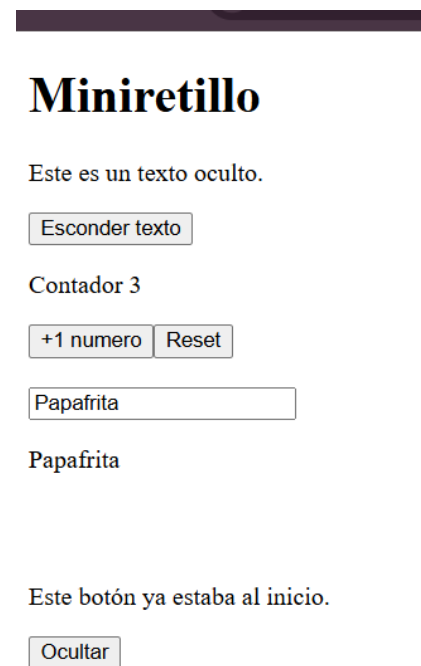 Miniretillo
Este es un texto oculto.
Esconder texto
Contador 3
+1 numero Reset
Papafrita
Papafrita
Este botón ya estaba al inicio.
Ocultar